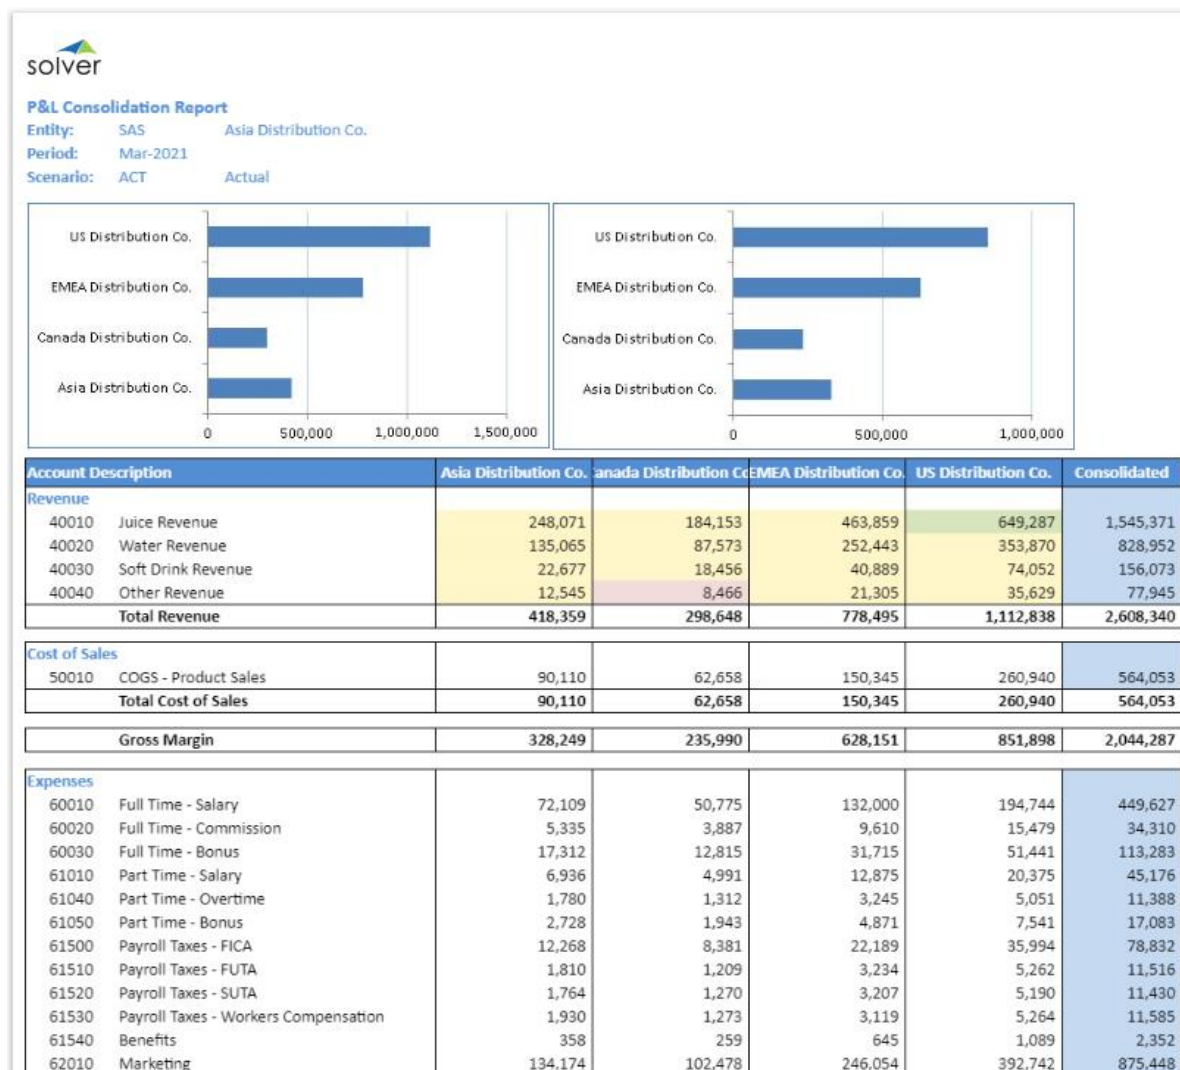 solver
P&L Consolidation Report
Entity: SAS Asia Distribution Co.
Period: Mar-2021
Scenario: ACT Actual
US Distribution Co.
EMEA Distribution Co.
Canada Distribution Co.
Asia Distribution Co.
0 500,000 1,000,000 1,500,000
US Distribution Co.
EMEA Distribution Co.
Canada Distribution Co.
Asia Distribution Co.
0 500,000 1,000,000
Account Description Asia Distribution Co. anada Distribution Co EMEA Distribution Co. US Distribution Co. Consolidated
Revenue
40010 Juice Revenue 248,071 184,153 463,859 649,287 1,545,371
40020 Water Revenue 135,065 87,573 252,443 353,870 828,952
40030 Soft Drink Revenue 22,677 18,456 40,889 74,052 156,073
40040 Other Revenue 12,545 8,466 21,305 35,629 77,945
Total Revenue 418,359 298,648 778,495 1,112,838 2,608,340
Cost of Sales
50010 COGS - Product Sales 90,110 62,658 150,345 260,940 564,053
Total Cost of Sales 90,110 62,658 150,345 260,940 564,053
Gross Margin 328,249 235,990 628,151 851,898 2,044,287
Expenses
60010 Full Time - Salary 72,109 50,775 132,000 194,744 449,627
60020 Full Time - Commission 5,335 3,887 9,610 15,479 34,310
60030 Full Time - Bonus 17,312 12,815 31,715 51,441 113,283
61010 Part Time - Salary 6,936 4,991 12,875 20,375 45,176
61040 Part Time - Overtime 1,780 1,312 3,245 5,051 11,388
61050 Part Time - Bonus 2,728 1,943 4,871 7,541 17,083
61500 Payroll Taxes - FICA 12,268 8,381 22,189 35,994 78,832
61510 Payroll Taxes - FUTA 1,810 1,209 3,234 5,262 11,516
61520 Payroll Taxes - SUTA 1,764 1,270 3,207 5,190 11,430
61530 Payroll Taxes - Workers Compensation 1,930 1,273 3,119 5,264 11,585
61540 Benefits 358 259 645 1,089 2,352
62010 Marketing 134,174 102,478 246,054 392,742 875,448